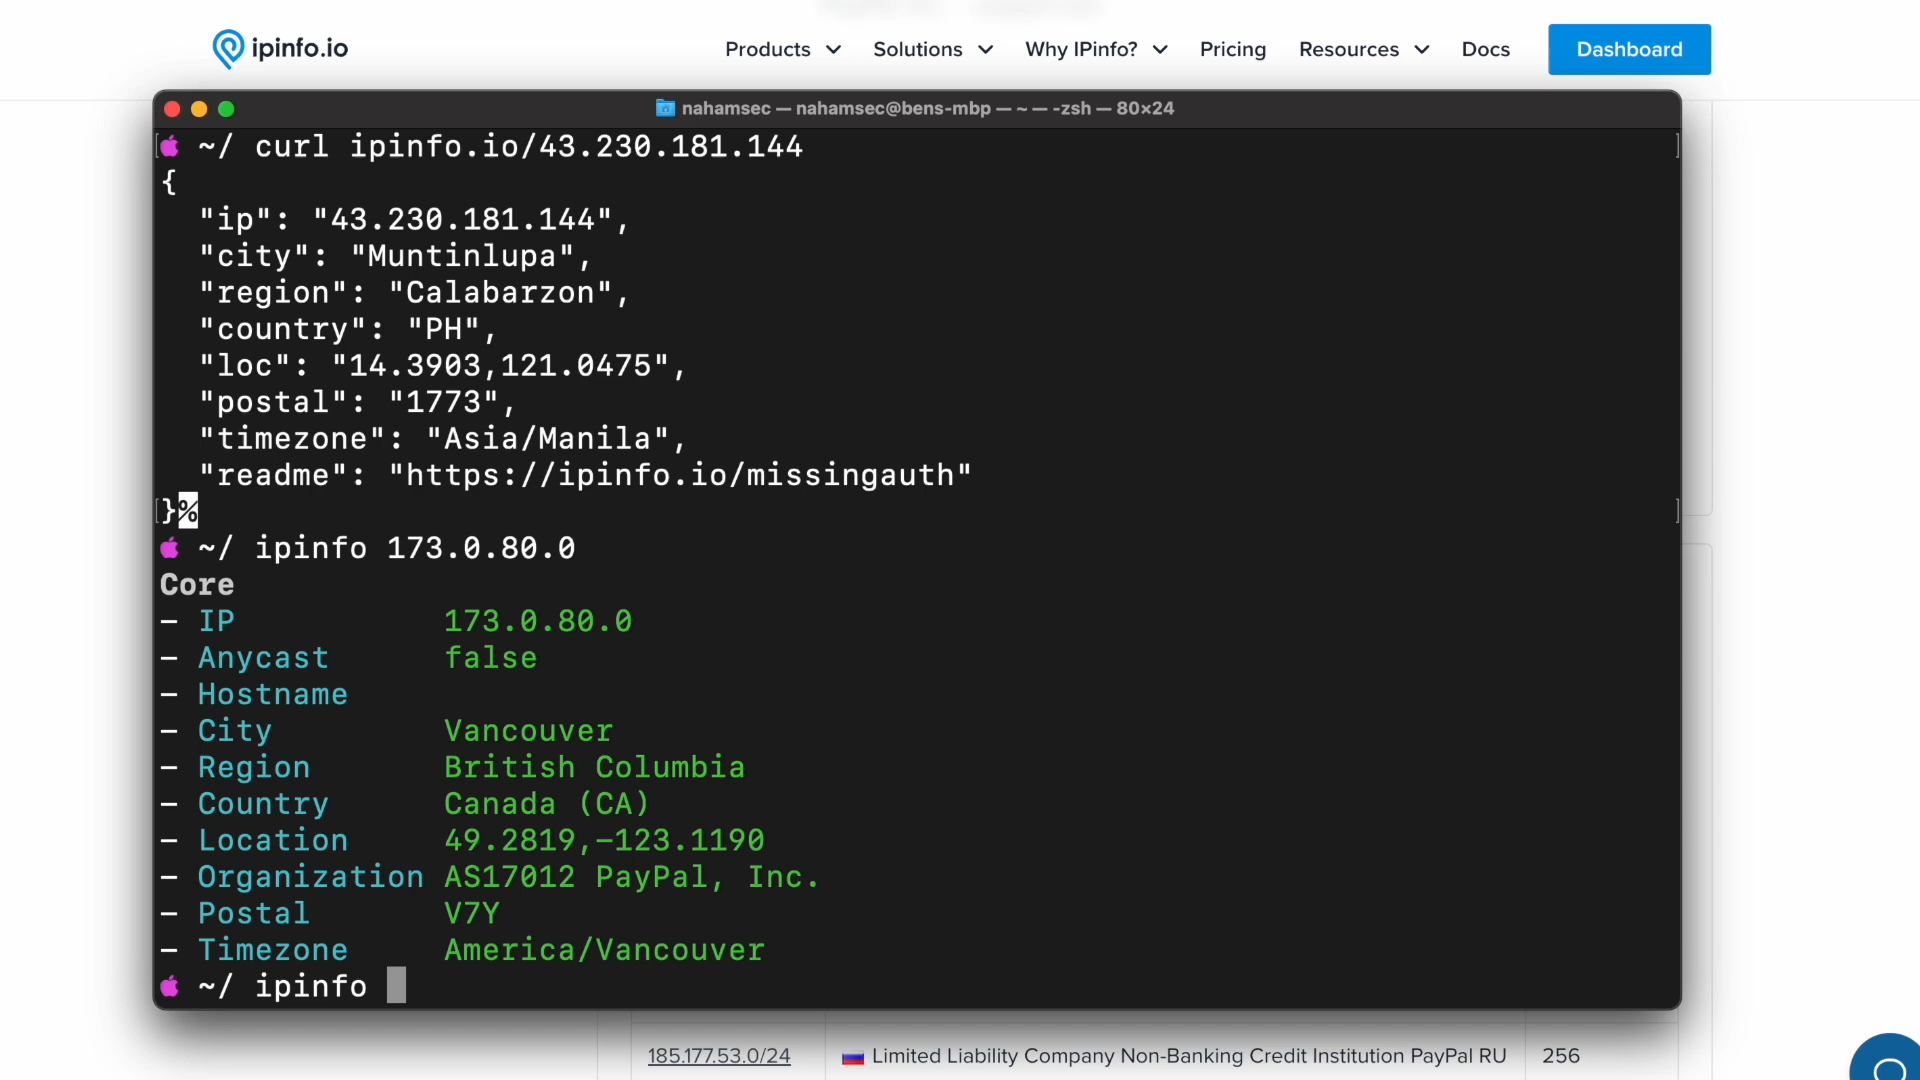 ipinfo.io
Products Solutions Why IPinfo? Pricing Resources Docs Dashboard
nahamsec — nahamsec@bens-mbp — ~ — -zsh — 80×24
~/ curl ipinfo.io/43.230.181.144
{
"ip": "43.230.181.144",
"city": "Muntinlupa",
"region": "Calabarzon",
"country": "PH",
"loc": "14.3903,121.0475",
"postal": "1773",
"timezone": "Asia/Manila",
"readme": "https://ipinfo.io/missingauth"
}%
~/ ipinfo 173.0.80.0
Core
– IP 173.0.80.0
– Anycast false
– Hostname
– City Vancouver
– Region British Columbia
– Country Canada (CA)
– Location 49.2819,-123.1190
– Organization AS17012 PayPal, Inc.
– Postal V7Y
– Timezone America/Vancouver
~/ ipinfo
185.177.53.0/24 Limited Liability Company Non-Banking Credit Institution PayPal RU 256